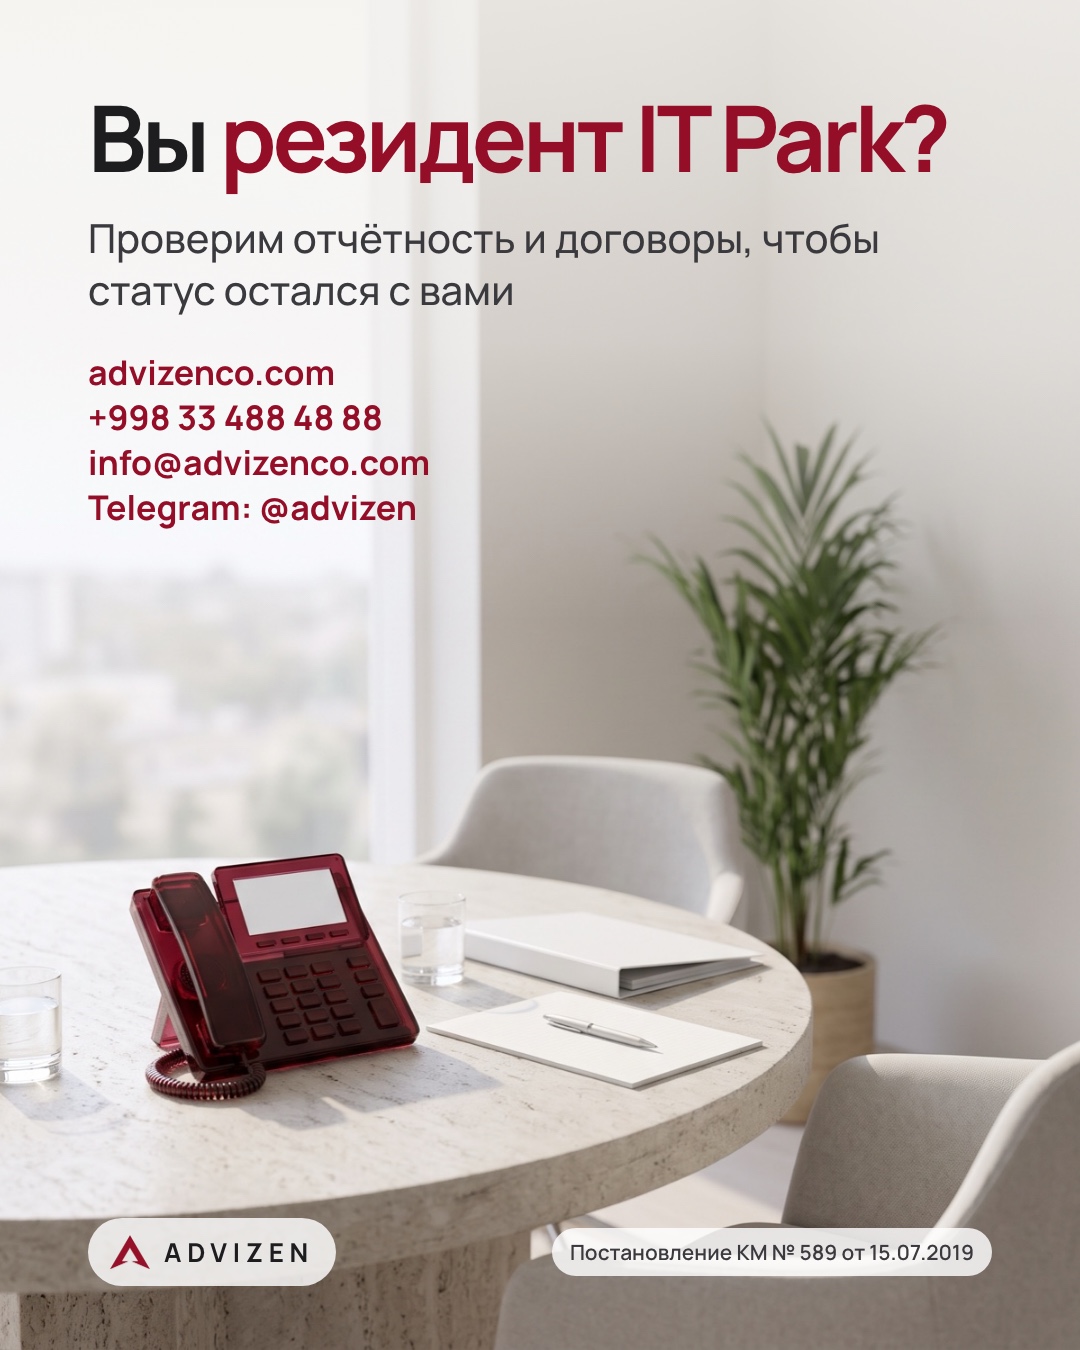 Вы резидент IT Park?
Проверим отчётность и договоры, чтобы
статус остался с вами
advizenco.com
+998 33 488 48 88
info@advizenco.com
Telegram: @advizen
ADVIZEN
Постановление КМ № 589 от 15.07.2019